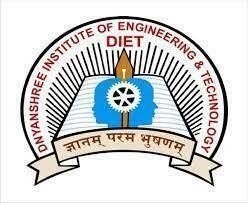 DNYANSHREE INSTITUTE OF ENGINEERING & TECHNOLOGY
DIET
ज्ञानम् परम भुषणम्